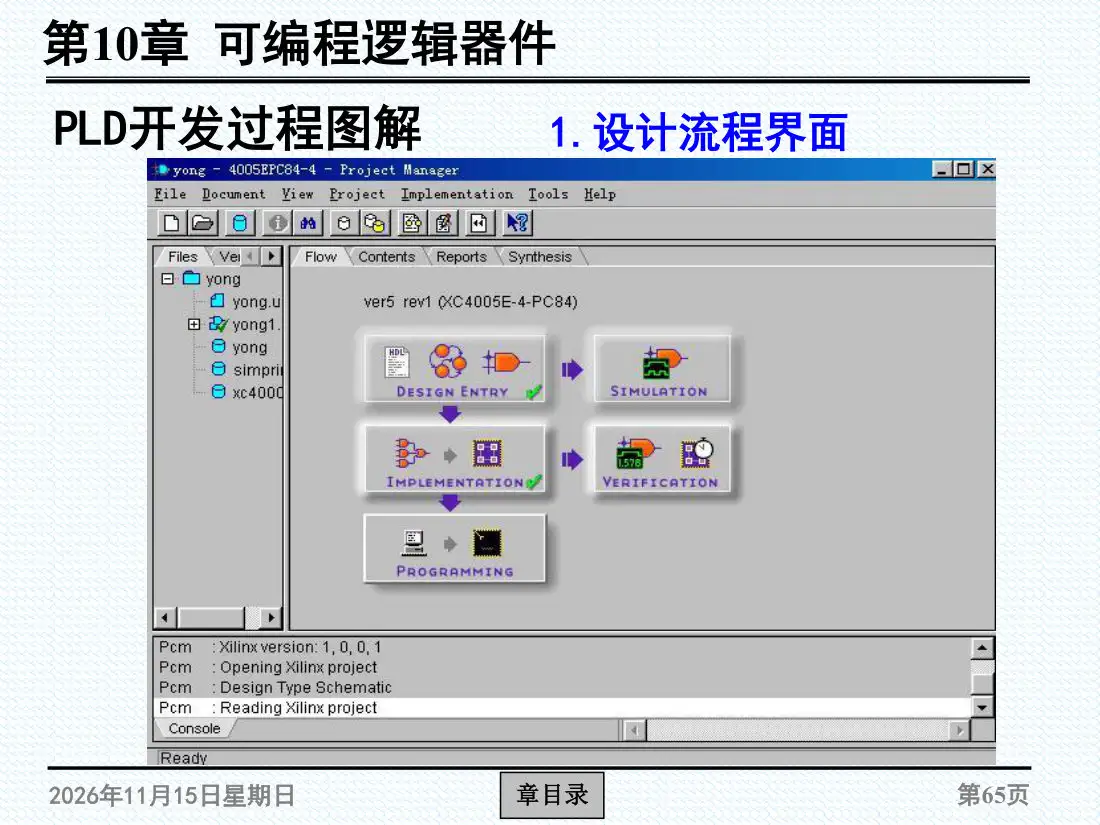 第10章 可编程逻辑器件
PLD开发过程图解
1.设计流程界面
yong - 4005EPC84-4 - Project Manager
File Document View Project Implementation Tools Help
Files Ver
Flow Contents Reports Synthesis
yong
yong.u
yong1.
yong
simprin
xc4000
ver5 rev1 (XC4005E-4-PC84)
HDL
DESIGN ENTRY
SIMULATION
IMPLEMENTATION
1.578
VERIFICATION
PROGRAMMING
Pcm : Xilinx version: 1, 0, 0, 1
Pcm : Opening Xilinx project
Pcm : Design Type Schematic
Pcm : Reading Xilinx project
Console
Ready
2026年11月15日星期日
章目录
第65页